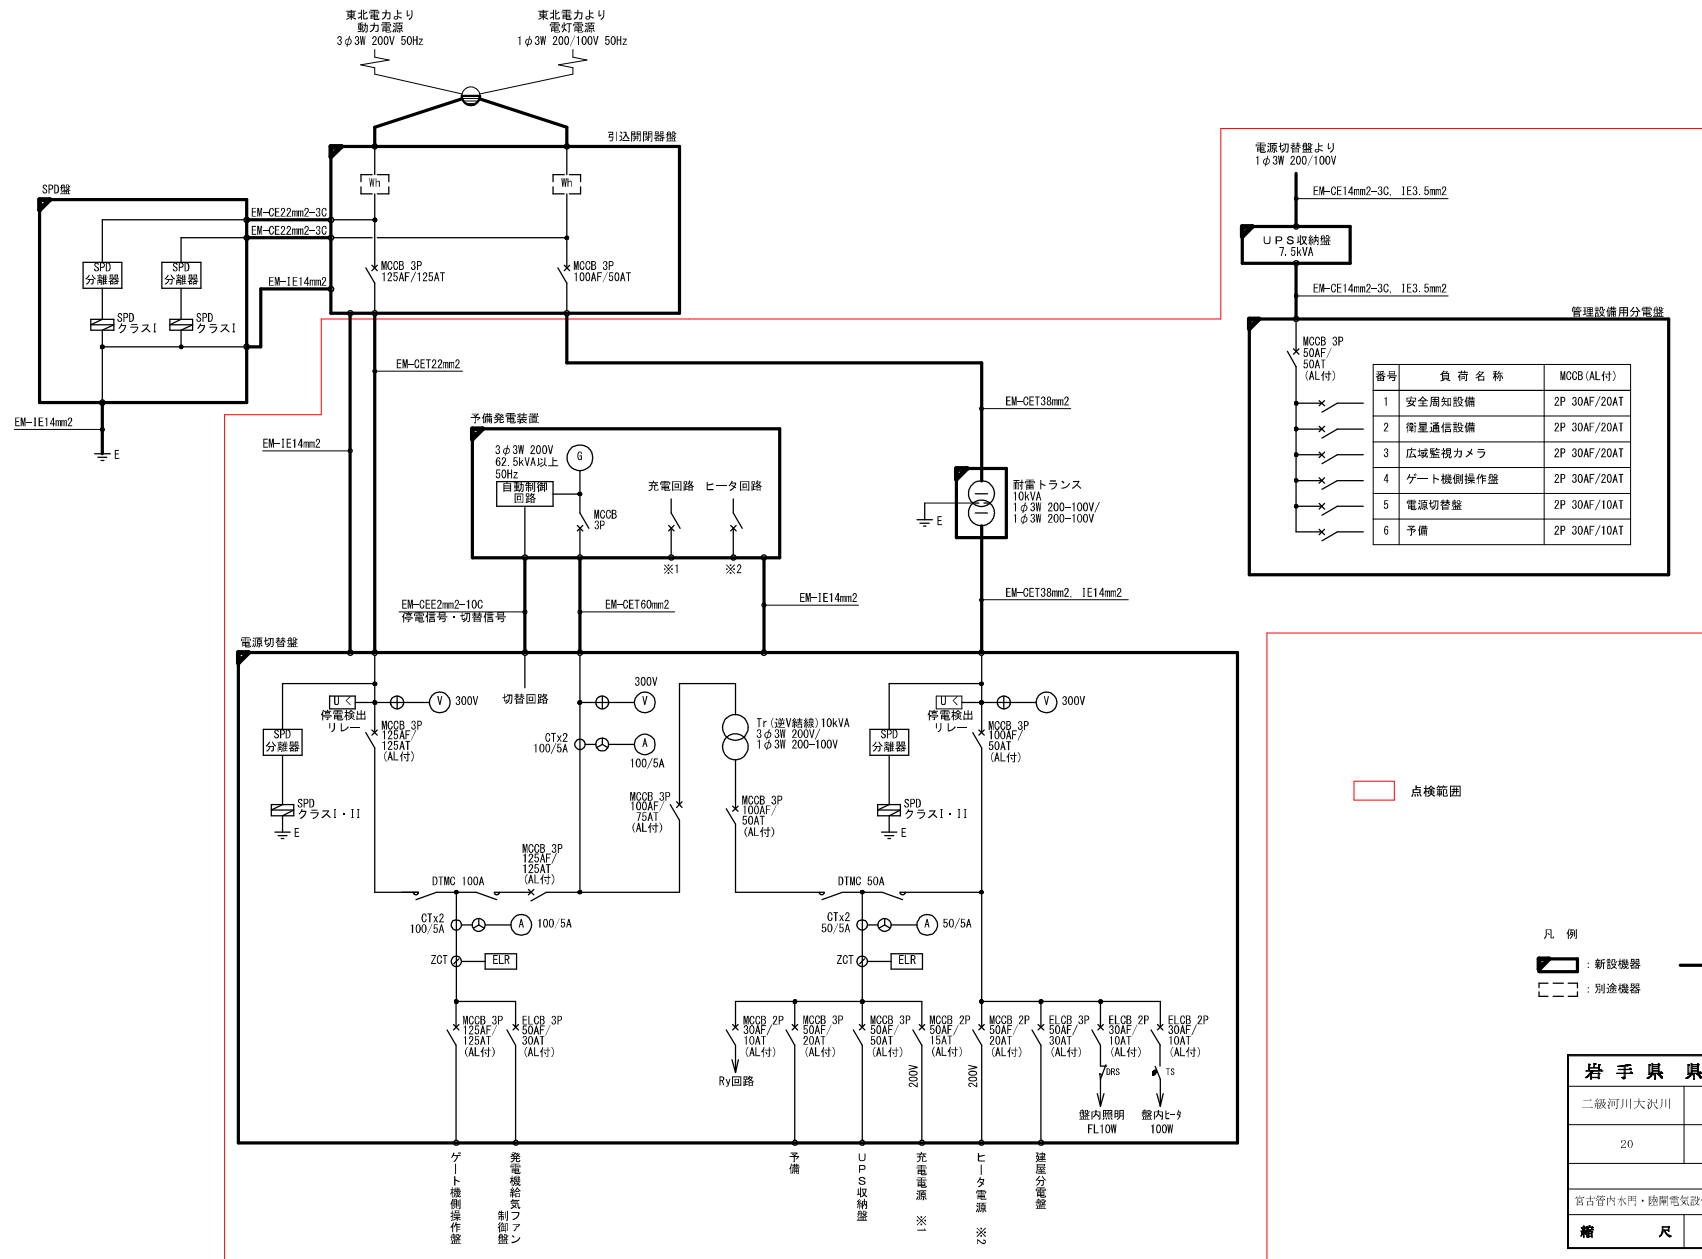 東北電力より
動力電源
3φ3W 200V 50Hz
東北電力より
電灯電源
1φ3W 200/100V 50Hz
引込開閉器盤
Wh
Wh
MCCB 3P
125AF/125AT
MCCB 3P
100AF/50AT
SPD盤
EM-CE22mm2-3C
EM-CE22mm2-3C
EM-IE14mm2
SPD
分離器
SPD
分離器
SPD
クラスI
SPD
クラスI
EM-IE14mm2
E
EM-CET22mm2
EM-IE14mm2
予備発電装置
3φ3W 200V
62.5kVA以上
50Hz
G
自動制御
回路
MCCB
3P
充電回路
ヒータ回路
※1
※2
EM-CEE2mm2-10C
停電信号・切替信号
EM-CET60mm2
EM-IE14mm2
EM-CET38mm2
耐雷トランス
10kVA
1φ3W 200-100V/
1φ3W 200-100V
E
EM-CET38mm2, IE14mm2
電源切替盤より
1φ3W 200/100V
EM-CE14mm2-3C, IE3.5mm2
UPS収納盤
7.5kVA
EM-CE14mm2-3C, IE3.5mm2
管理設備用分電盤
MCCB 3P
50AF/
50AT
(AL付)
番号 負荷名称 MCCB(AL付)
1 安全周知設備 2P 30AF/20AT
2 衛星通信設備 2P 30AF/20AT
3 広域監視カメラ 2P 30AF/20AT
4 ゲート機側操作盤 2P 30AF/20AT
5 電源切替盤 2P 30AF/10AT
6 予備 2P 30AF/10AT
電源切替盤
U <
停電検出
リレー
V
300V
SPD
分離器
MCCB 3P
125AF/
125AT
(AL付)
SPD
クラスI・II
E
切替回路
300V
V
CTx2
100/5A
A
100/5A
MCCB 3P
100AF/
75AT
(AL付)
Tr(逆V結線)10kVA
3φ3W 200V/
1φ3W 200-100V
MCCB 3P
100AF/
50AT
(AL付)
U <
停電検出
リレー
V
300V
SPD
分離器
MCCB 3P
100AF/
50AT
(AL付)
SPD
クラスI・II
E
MCCB 3P
125AF/
125AT
(AL付)
DTMC 100A
CTx2
100/5A
A
100/5A
ZCT
ELR
DTMC 50A
CTx2
50/5A
A
50/5A
ZCT
ELR
MCCB 3P
125AF/
125AT
(AL付)
ELCB 3P
50AF/
30AT
(AL付)
MCCB 2P
30AF/
10AT
(AL付)
Ry回路
MCCB 3P
50AF/
20AT
(AL付)
MCCB 3P
50AF/
50AT
(AL付)
MCCB 2P
50AF/
15AT
(AL付)
200V
MCCB 2P
50AF/
20AT
(AL付)
200V
ELCB 3P
50AF/
30AT
(AL付)
ELCB 2P
30AF/
10AT
(AL付)
DRS
盤内照明
FL10W
ELCB 2P
30AF/
10AT
(AL付)
TS
盤内ヒータ
100W
ゲート機側操作盤
発電機給気ファン
制御盤
予備
UPS収納盤
充電電源 ※1
ヒータ電源 ※2
建屋分電盤
点検範囲
凡 例
：新設機器
：別途機器
岩手県 県
二級河川大沢川
20
宮古管内水門・陸閘電気設
縮 尺